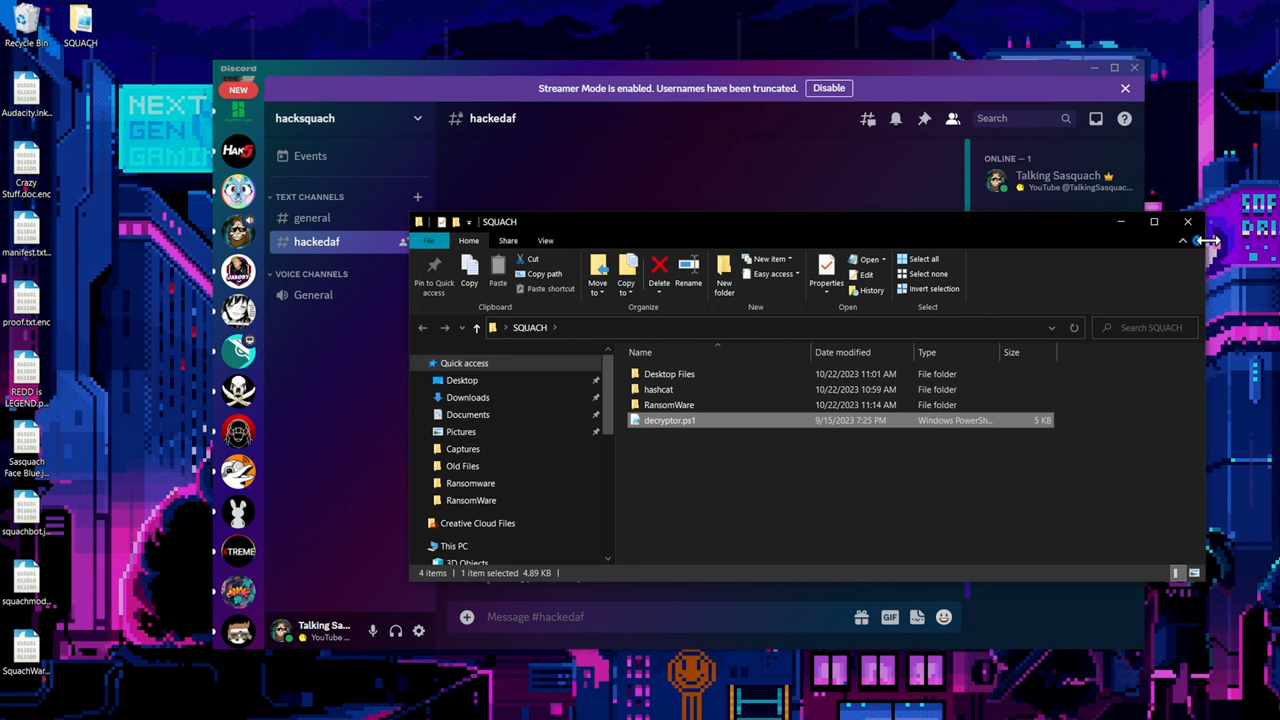 Recycle Bin
SQUACH
Audacity.lnk...
Crazy
Stuff.doc.enc
manifest.txt...
proof.txt.enc
REDD is
LEGEND.p...
Sasquach
Face Blue.j...
squachbot.j...
squachmod...
SquachWar...
NEXT
GEN
GAMIN
Discord
NEW
HAK5
XTREME
Streamer Mode is enabled. Usernames have been truncated.
Disable
hacksquach
Events
TEXT CHANNELS
general
hackedaf
VOICE CHANNELS
General
Talking Sa...
YouTube ...
hackedaf
Search
ONLINE — 1
Talking Sasquach
YouTube @TalkingSasquac...
Message #hackedaf
GIF
SQUACH
File
Home
Share
View
Pin to Quick
access
Copy
Paste
Cut
Copy path
Paste shortcut
Clipboard
Move
to
Copy
to
Delete
Rename
Organize
New
folder
New item
Easy access
New
Properties
Open
Edit
History
Open
Select all
Select none
Invert selection
Select
SQUACH
Search SQUACH
Quick access
Desktop
Downloads
Documents
Pictures
Captures
Old Files
Ransomware
RansomWare
Creative Cloud Files
This PC
3D Objects
Name Date modified Type Size
Desktop Files 10/22/2023 11:01 AM File folder
hashcat 10/22/2023 10:59 AM File folder
RansomWare 10/22/2023 11:14 AM File folder
decryptor.ps1 9/15/2023 7:25 PM Windows PowerSh... 5 KB
4 items 1 item selected 4.89 KB